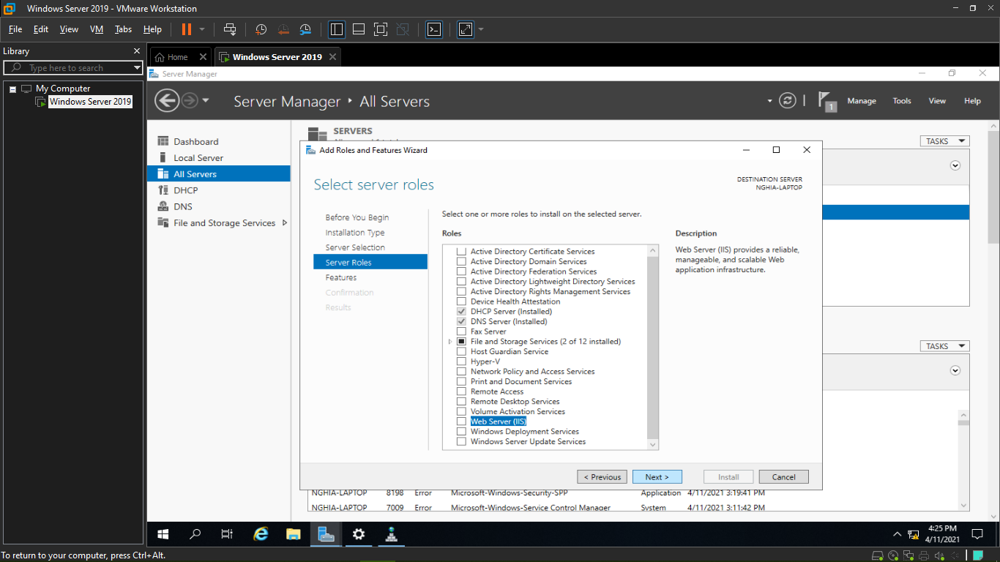 Windows Server 2019 - VMware Workstation
File Edit View VM Tabs Help
Library
Type here to search
My Computer
Windows Server 2019
Home
Windows Server 2019
Server Manager
Server Manager All Servers
1
Manage Tools View Help
Dashboard
Local Server
All Servers
DHCP
DNS
File and Storage Services
SERVERS
TASKS
TASKS
Add Roles and Features Wizard
Select server roles
DESTINATION SERVER
NGHIA-LAPTOP
Before You Begin
Installation Type
Server Selection
Server Roles
Features
Confirmation
Results
Select one or more roles to install on the selected server.
Roles
Active Directory Certificate Services
Active Directory Domain Services
Active Directory Federation Services
Active Directory Lightweight Directory Services
Active Directory Rights Management Services
Device Health Attestation
DHCP Server (Installed)
DNS Server (Installed)
Fax Server
File and Storage Services (2 of 12 installed)
Host Guardian Service
Hyper-V
Network Policy and Access Services
Print and Document Services
Remote Access
Remote Desktop Services
Volume Activation Services
Web Server (IIS)
Windows Deployment Services
Windows Server Update Services
Description
Web Server (IIS) provides a reliable,
manageable, and scalable Web
application infrastructure.
< Previous Next > Install Cancel
NGHIA-LAPTOP 8198 Error Microsoft-Windows-Security-SPP Application 4/11/2021 3:19:41 PM
NGHIA-LAPTOP 7009 Error Microsoft-Windows-Service Control Manager System 4/11/2021 3:11:42 PM
4:25 PM
4/11/2021
To return to your computer, press Ctrl+Alt.